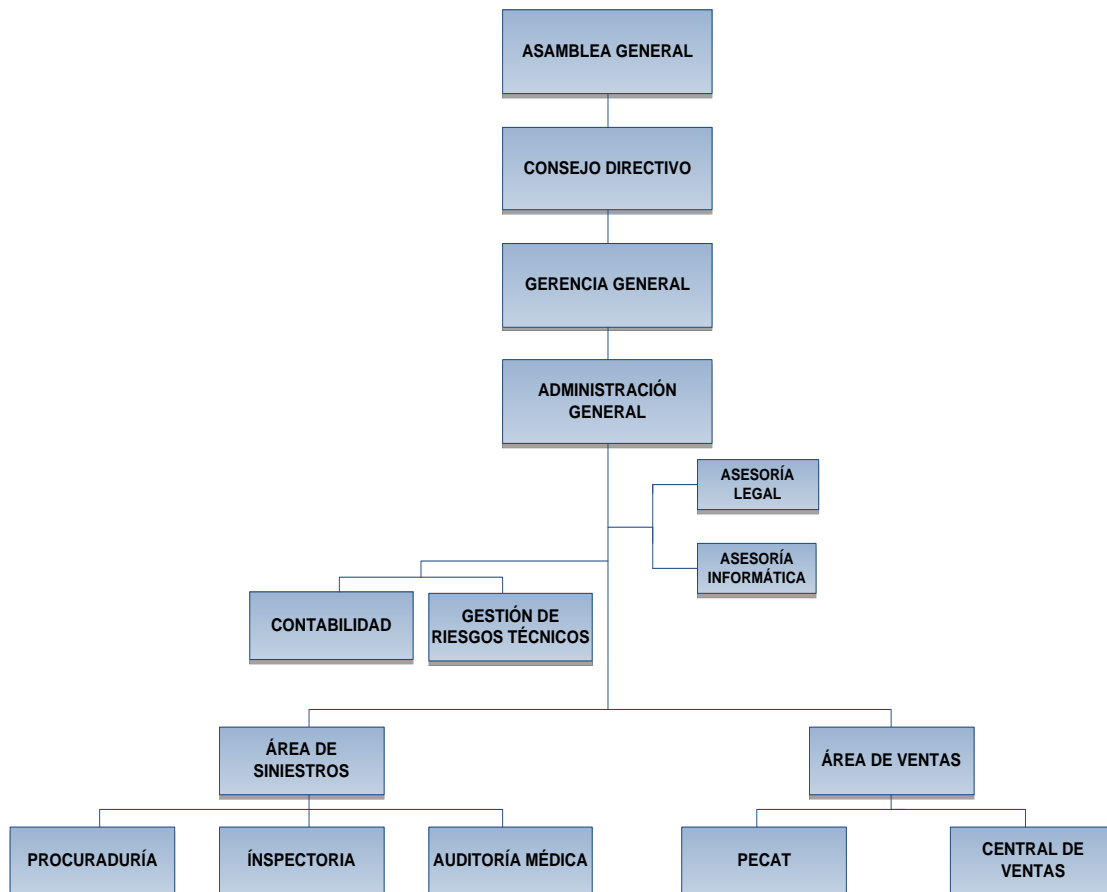 ASAMBLEA GENERAL
CONSEJO DIRECTIVO
GERENCIA GENERAL
ADMINISTRACIÓN
GENERAL
ASESORÍA
LEGAL
ASESORÍA
INFORMÁTICA
CONTABILIDAD
GESTIÓN DE
RIESGOS TÉCNICOS
ÁREA DE
SINIESTROS
ÁREA DE VENTAS
PROCURADURÍA
ÍNSPECTORIA
AUDITORÍA MÉDICA
PECAT
CENTRAL DE
VENTAS